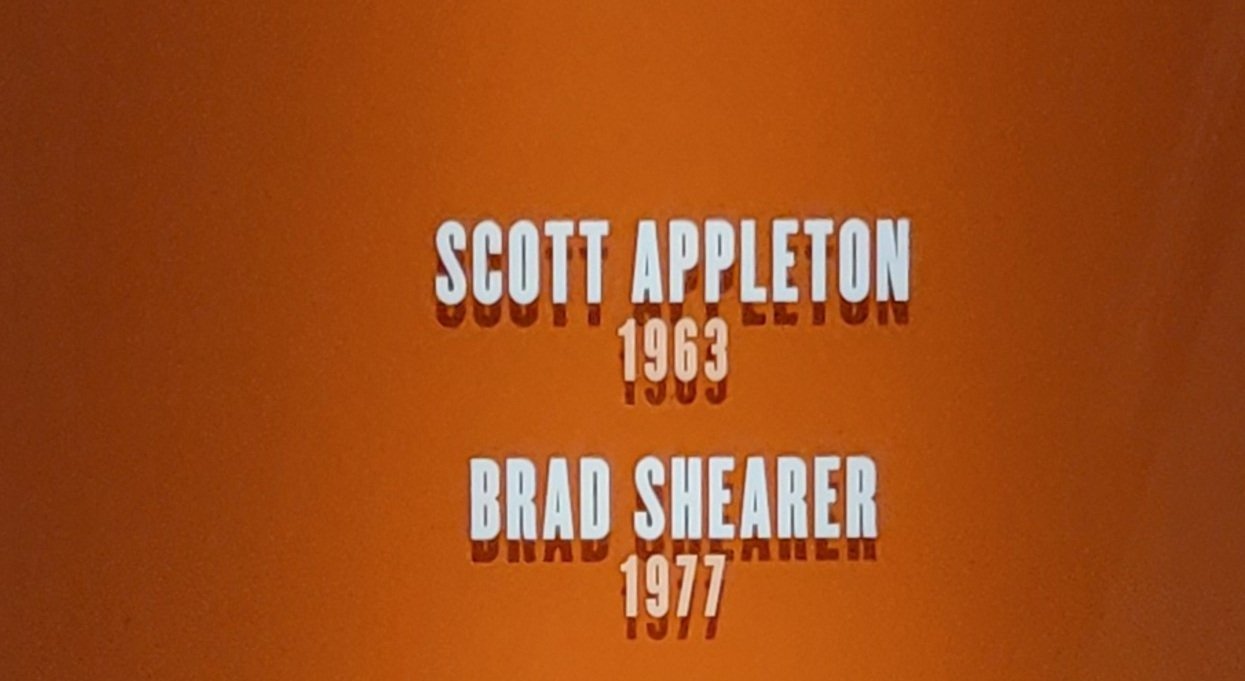 SCOTT APPLETON
1963
BRAD SHEARER
1977